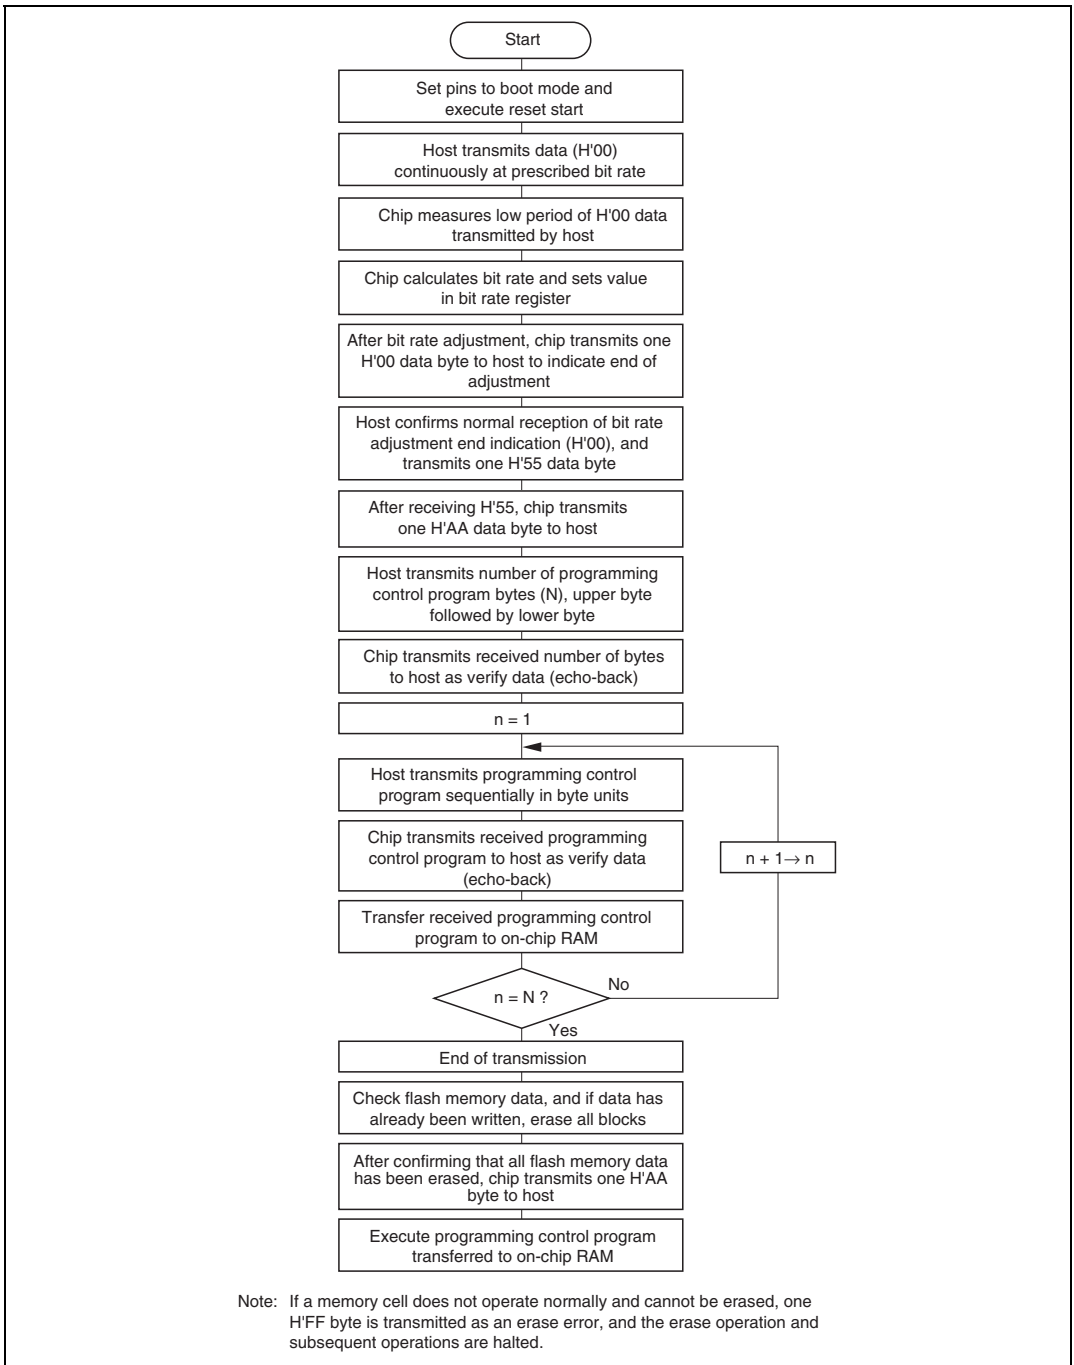 Start
Set pins to boot mode and
execute reset start
Host transmits data (H'00)
continuously at prescribed bit rate
Chip measures low period of H'00 data
transmitted by host
Chip calculates bit rate and sets value
in bit rate register
After bit rate adjustment, chip transmits one
H'00 data byte to host to indicate end of
adjustment
Host confirms normal reception of bit rate
adjustment end indication (H'00), and
transmits one H'55 data byte
After receiving H'55, chip transmits
one H'AA data byte to host
Host transmits number of programming
control program bytes (N), upper byte
followed by lower byte
Chip transmits received number of bytes
to host as verify data (echo-back)
n = 1
Host transmits programming control
program sequentially in byte units
Chip transmits received programming
control program to host as verify data
(echo-back)
n + 1→ n
Transfer received programming control
program to on-chip RAM
n = N ?
No
Yes
End of transmission
Check flash memory data, and if data has
already been written, erase all blocks
After confirming that all flash memory data
has been erased, chip transmits one H'AA
byte to host
Execute programming control program
transferred to on-chip RAM
Note: If a memory cell does not operate normally and cannot be erased, one
H'FF byte is transmitted as an erase error, and the erase operation and
subsequent operations are halted.